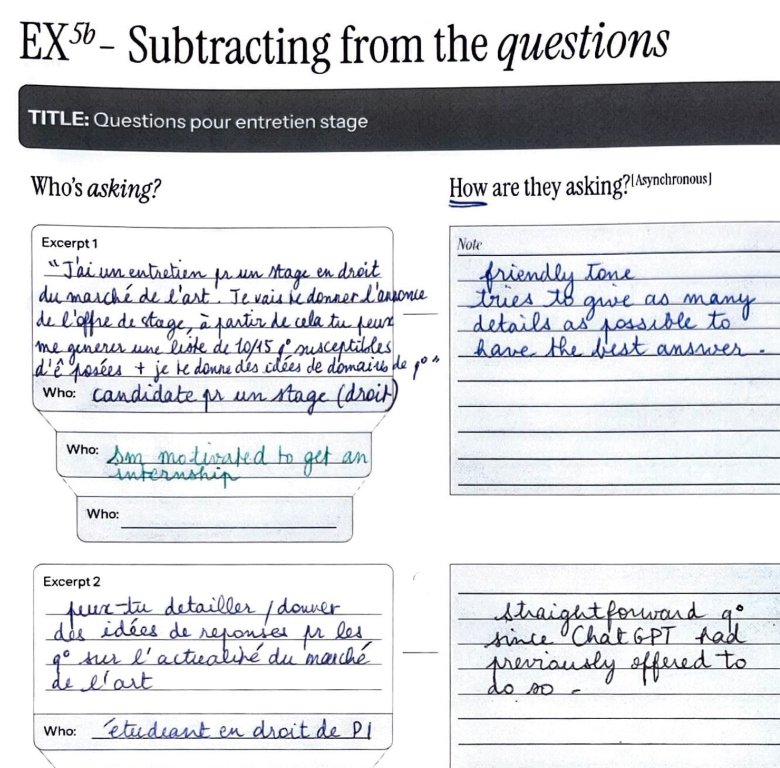 EX5b - Subtracting from the questions
TITLE: Questions pour entretien stage
Who's asking?
Excerpt 1
"J'ai un entretien pr un stage en droit
du marché de l'art. Je vais te donner l'annonce
de l'offre de stage, à partir de cela tu peux
me générer une liste de 10/15 q° susceptibles
d'ê posées + je te donne des idées de domaines de q°"
Who: candidate pr un stage (droit)
Who: sm motivated to get an
internship
Who:
How are they asking?[Asynchronous]
Note
friendly tone
tries to give as many
details as possible to
have the best answer.
Excerpt 2
peux-tu detailler / donner
des idées de reponses pr les
q° sur l'actualité du marché
de l'art
Who: étudiant en droit de P1
straightforward q°
since ChatGPT had
previously offered to
do so -